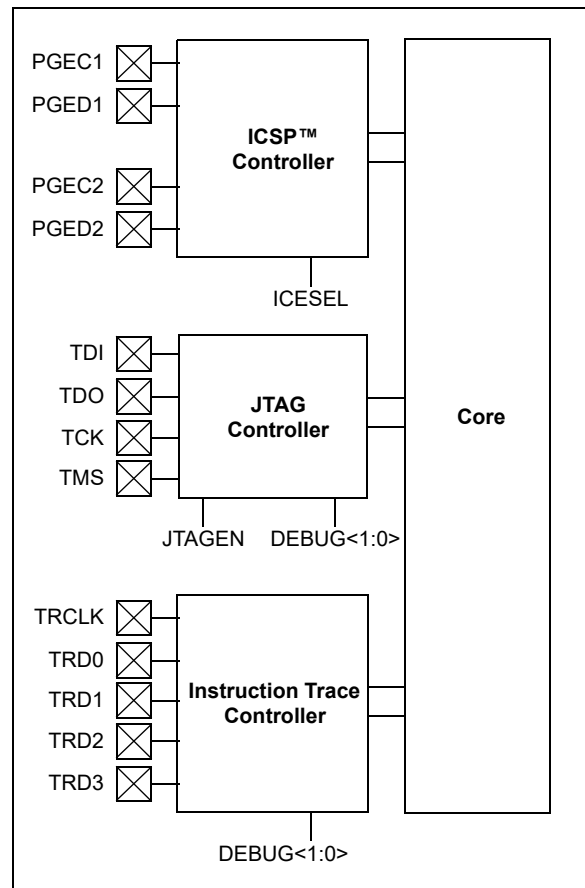 PGEC1
PGED1
ICSP™
Controller
PGEC2
PGED2
ICESEL
TDI
TDO
TCK
TMS
JTAG
Controller
JTAGEN
DEBUG<1:0>
Core
TRCLK
TRD0
TRD1
TRD2
TRD3
Instruction Trace
Controller
DEBUG<1:0>